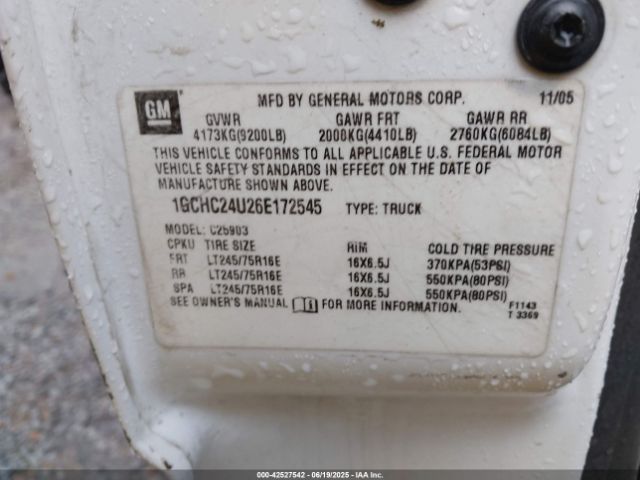 GM
MFD BY GENERAL MOTORS CORP. 11/05
GVWR GAWR FRT GAWR RR
4173KG(9200LB) 2000KG(4410LB) 2760KG(6084LB)
THIS VEHICLE CONFORMS TO ALL APPLICABLE U.S. FEDERAL MOTOR
VEHICLE SAFETY STANDARDS IN EFFECT ON THE DATE OF
MANUFACTURE SHOWN ABOVE.
1GCHC24U26E172545 TYPE: TRUCK
MODEL: C25903
CPKU TIRE SIZE RIM COLD TIRE PRESSURE
FRT LT245/75R16E 16X6.5J 370KPA(53PSI)
RR LT245/75R16E 16X6.5J 550KPA(80PSI)
SPA LT245/75R16E 16X6.5J 550KPA(80PSI)
SEE OWNER'S MANUAL FOR MORE INFORMATION. F1143
T 3369
000-42527542 | 06/19/2025 - IAA Inc.